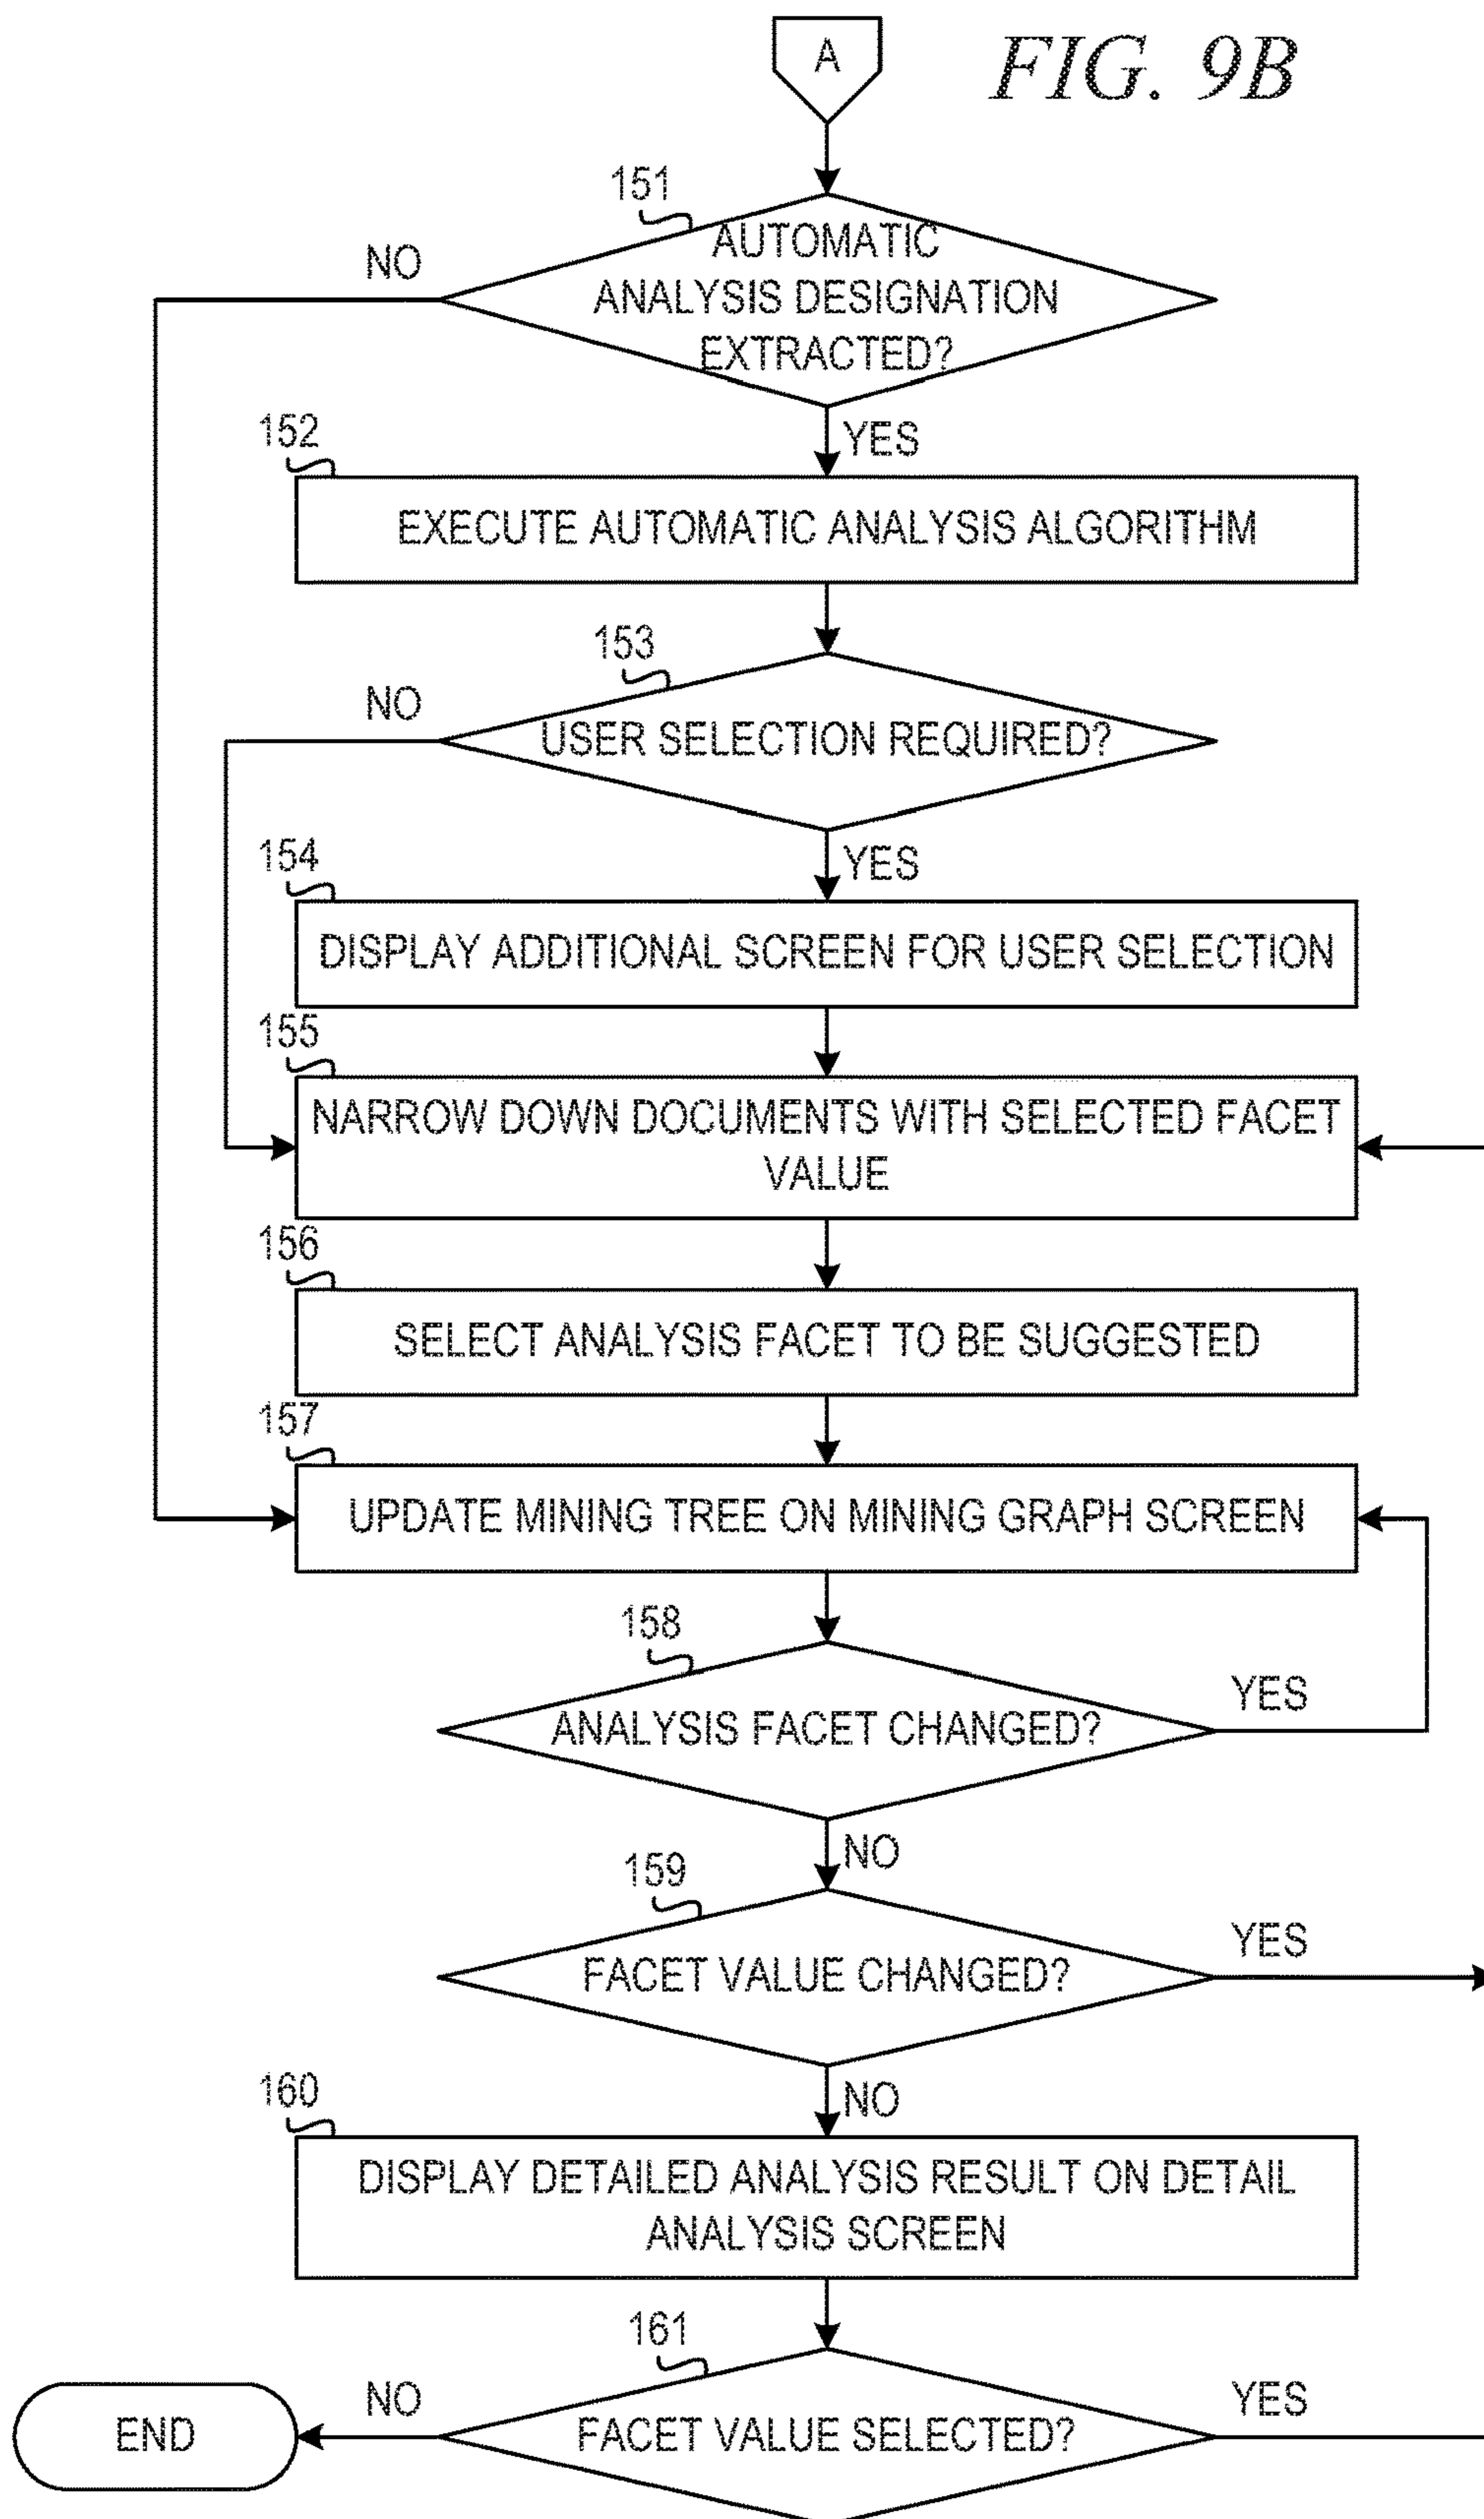 A
FIG. 9B
151
NO
AUTOMATIC
ANALYSIS DESIGNATION
EXTRACTED?
152
YES
EXECUTE AUTOMATIC ANALYSIS ALGORITHM
153
NO
USER SELECTION REQUIRED?
154
YES
DISPLAY ADDITIONAL SCREEN FOR USER SELECTION
155
NARROW DOWN DOCUMENTS WITH SELECTED FACET
VALUE
156
SELECT ANALYSIS FACET TO BE SUGGESTED
157
UPDATE MINING TREE ON MINING GRAPH SCREEN
158
YES
ANALYSIS FACET CHANGED?
NO
159
YES
FACET VALUE CHANGED?
160
NO
DISPLAY DETAILED ANALYSIS RESULT ON DETAIL
ANALYSIS SCREEN
161
NO
YES
END
FACET VALUE SELECTED?